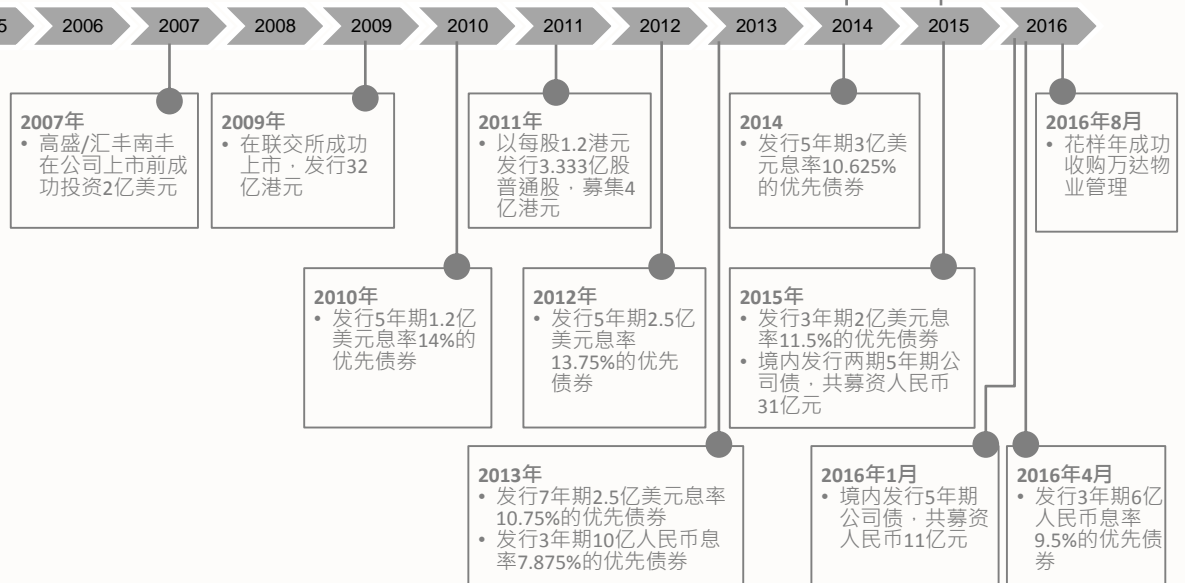 5
2006
2007
2008
2009
2010
2011
2012
2013
2014
2015
2016
2007年
• 高盛/汇丰南丰
在公司上市前成
功投资2亿美元
2009年
• 在联交所成功
上市，发行32
亿港元
2011年
• 以每股1.2港元
发行3.333亿股
普通股，募集4
亿港元
2014
• 发行5年期3亿美
元息率10.625%
的优先债券
2016年8月
• 花样年成功
收购万达物
业管理
2010年
• 发行5年期1.2亿
美元息率14%的
优先债券
2012年
• 发行5年期2.5亿
美元息率
13.75%的优先
债券
2015年
• 发行3年期2亿美元息
率11.5%的优先债券
• 境内发行两期5年期公
司债，共募资人民币
31亿元
2013年
• 发行7年期2.5亿美元息率
10.75%的优先债券
• 发行3年期10亿人民币息
率7.875%的优先债券
2016年1月
• 境内发行5年期
公司债，共募资
人民币11亿元
2016年4月
• 发行3年期6亿
人民币息率
9.5%的优先债
券